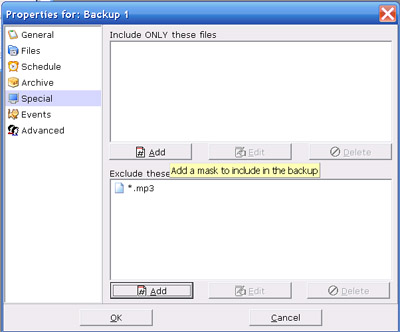 Properties for: Backup 1
General
Files
Schedule
Archive
Special
Events
Advanced
Include ONLY these files
Add
Edit
Delete
Add a mask to include in the backup
Exclude these
*.mp3
Add
Edit
Delete
OK
Cancel